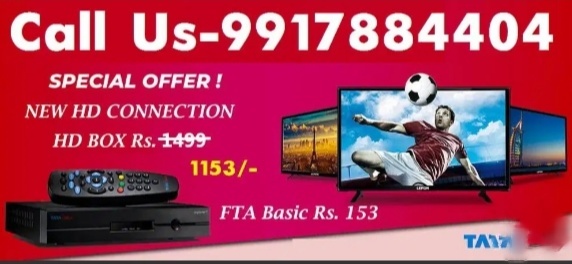 Call Us-9917884404
SPECIAL OFFER !
NEW HD CONNECTION
HD BOX Rs. 1499
1153/-
FTA Basic Rs. 153